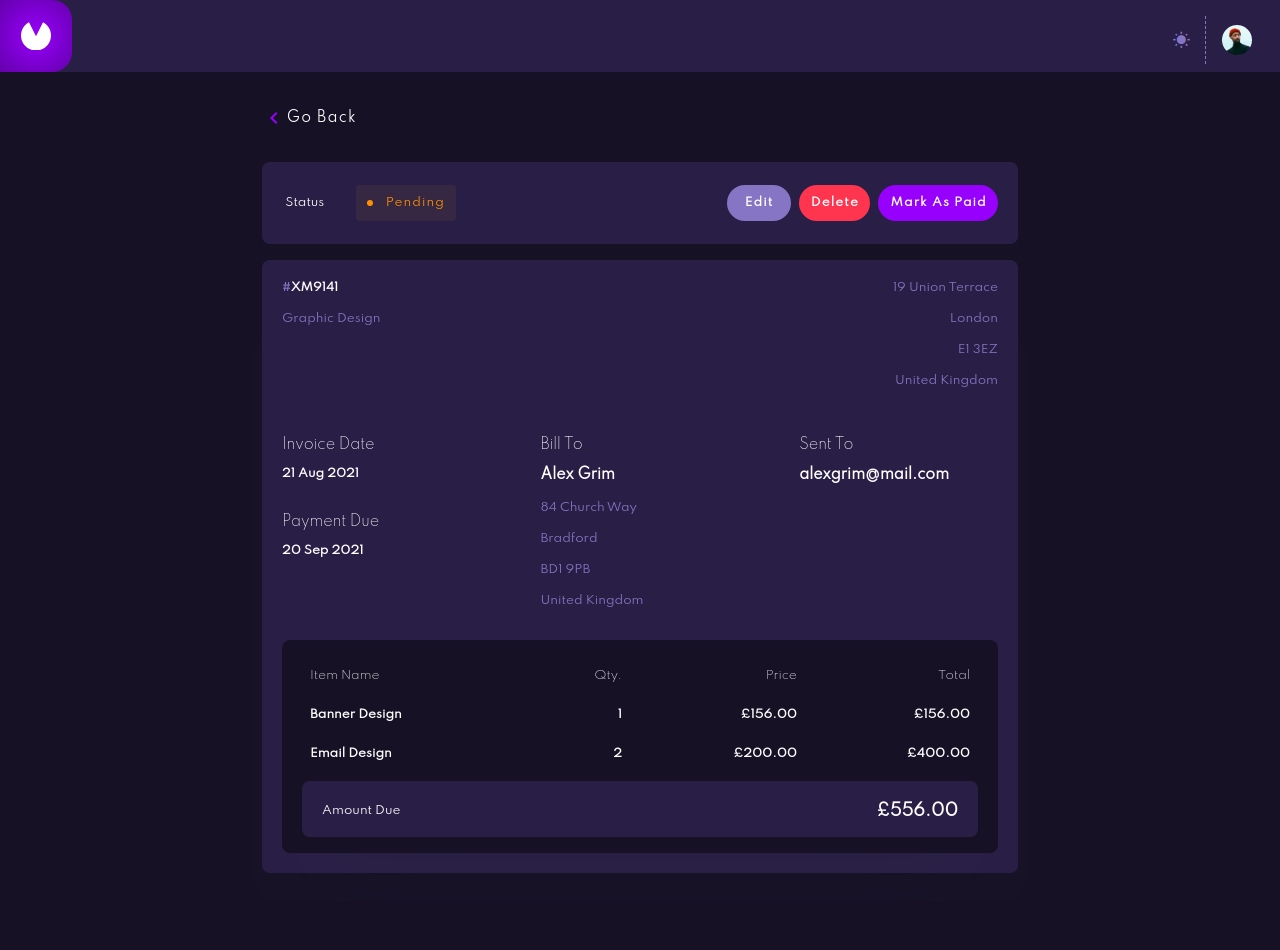 Go Back
Status Pending Edit Delete Mark As Paid
#XM9141 19 Union Terrace
Graphic Design London
E1 3EZ
United Kingdom
Invoice Date Bill To Sent To
21 Aug 2021 Alex Grim alexgrim@mail.com
84 Church Way
Payment Due Bradford
20 Sep 2021 BD1 9PB
United Kingdom
Item Name Qty. Price Total
Banner Design 1 £156.00 £156.00
Email Design 2 £200.00 £400.00
Amount Due £556.00